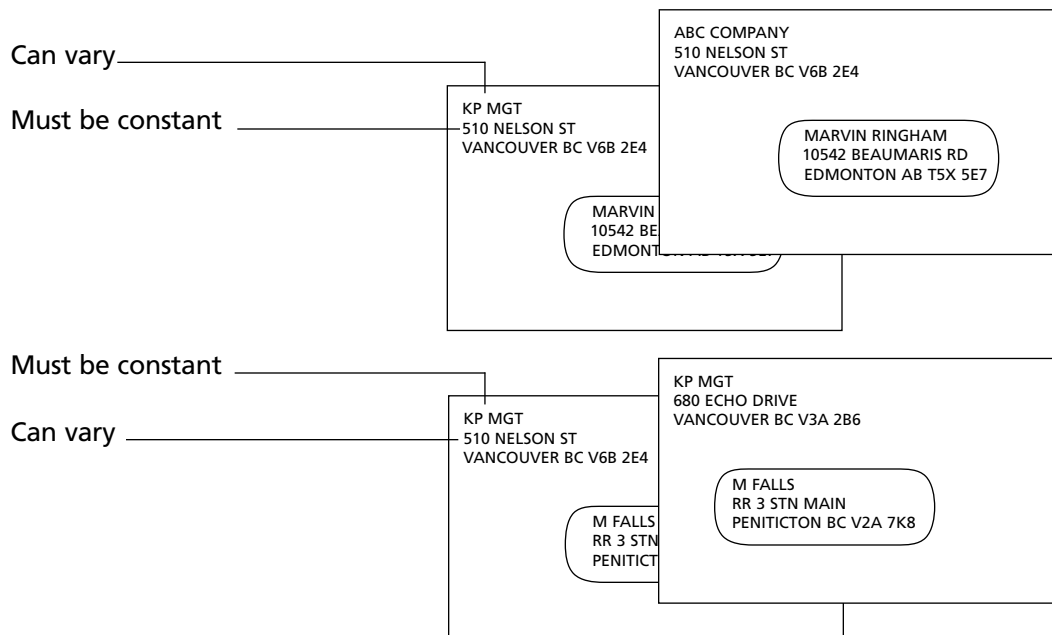 Can vary
Must be constant
KP MGT
510 NELSON ST
VANCOUVER BC V6B 2E4
MARVIN
10542
EDMONTON
ABC COMPANY
510 NELSON ST
VANCOUVER BC V6B 2E4
MARVIN RINGHAM
10542 BEAUMARIS RD
EDMONTON AB T5X 5E7
Must be constant
Can vary
KP MGT
510 NELSON ST
VANCOUVER BC V6B 2E4
M FALLS
RR 3 STN
PENITICT
KP MGT
680 ECHO DRIVE
VANCOUVER BC V3A 2B6
M FALLS
RR 3 STN MAIN
PENITICTON BC V2A 7K8